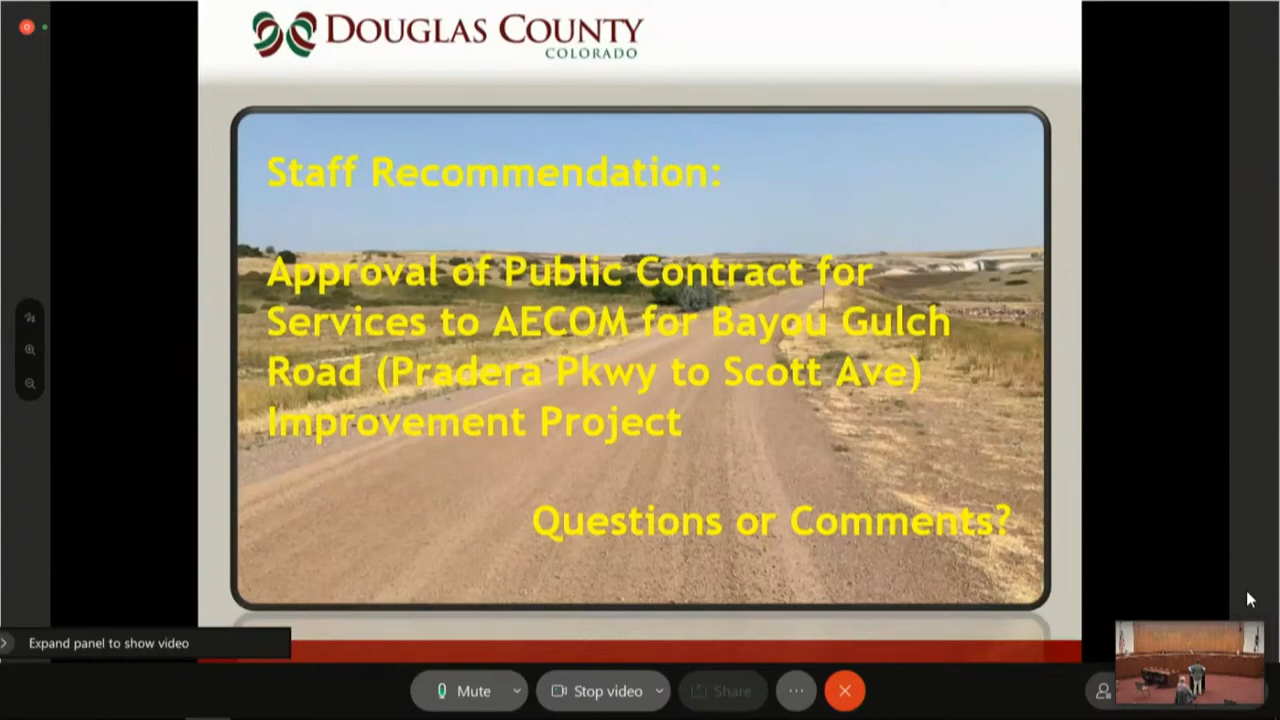 DOUGLAS COUNTY
COLORADO
Staff Recommendation:
Approval of Public Contract for
Services to AECOM for Bayou Gulch
Road (Pradera Pkwy to Scott Ave)
Improvement Project
Questions or Comments?
Expand panel to show video
Mute
Stop video
Share